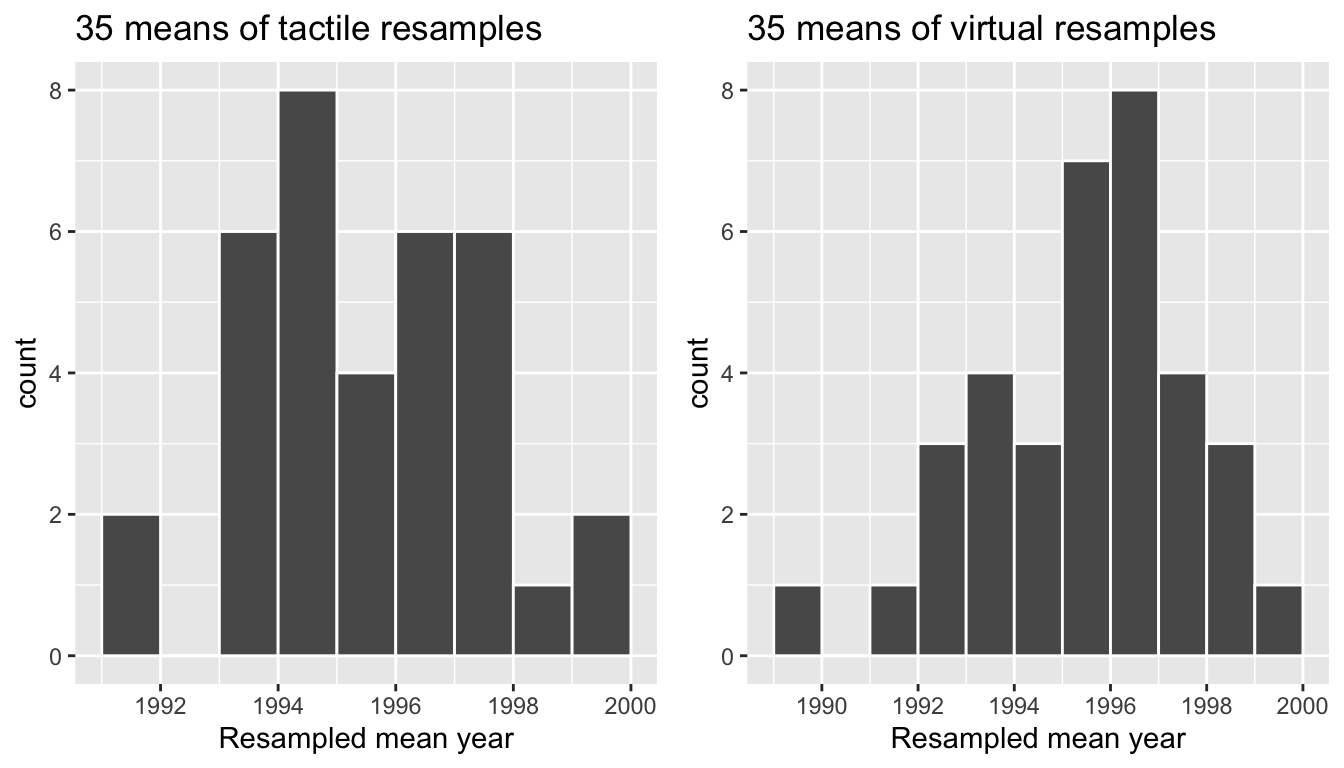 35 means of tactile resamples
8
6
4
2
0
count
1992 1994 1996 1998 2000
Resampled mean year
35 means of virtual resamples
8
6
4
2
0
count
1990 1992 1994 1996 1998 2000
Resampled mean year